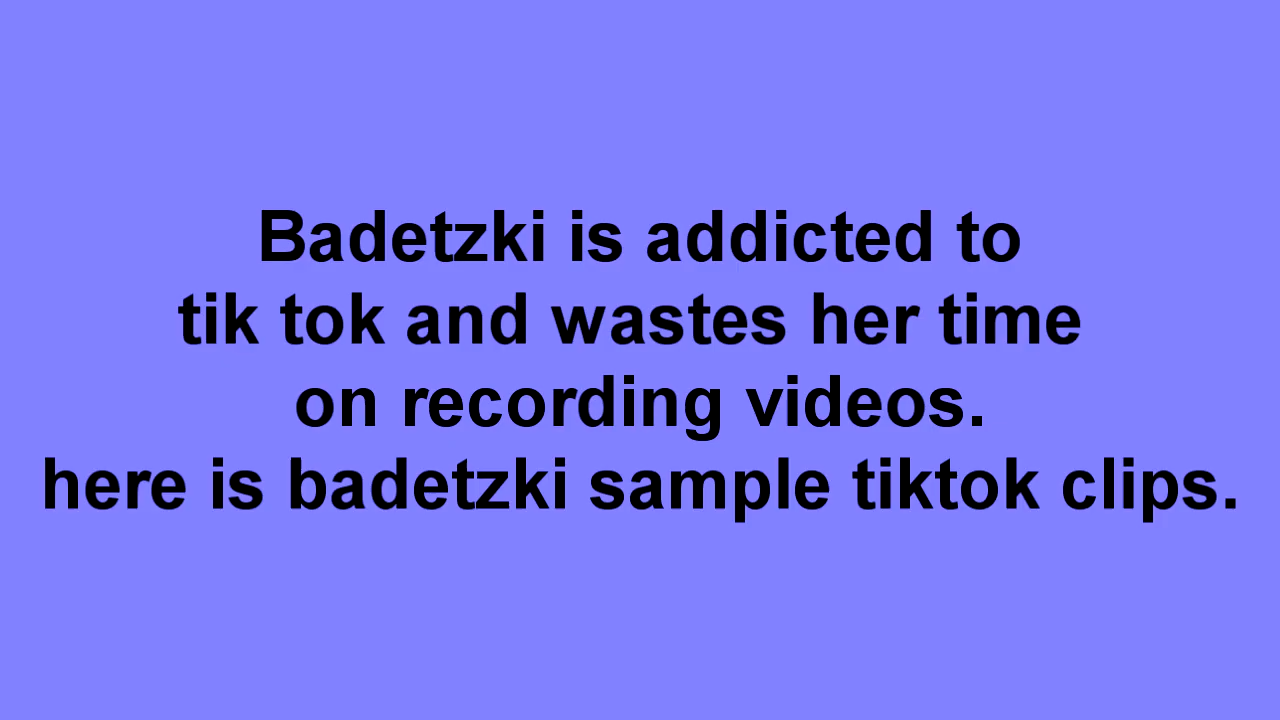 Badetzki is addicted to
tik tok and wastes her time
on recording videos.
here is badetzki sample tiktok clips.